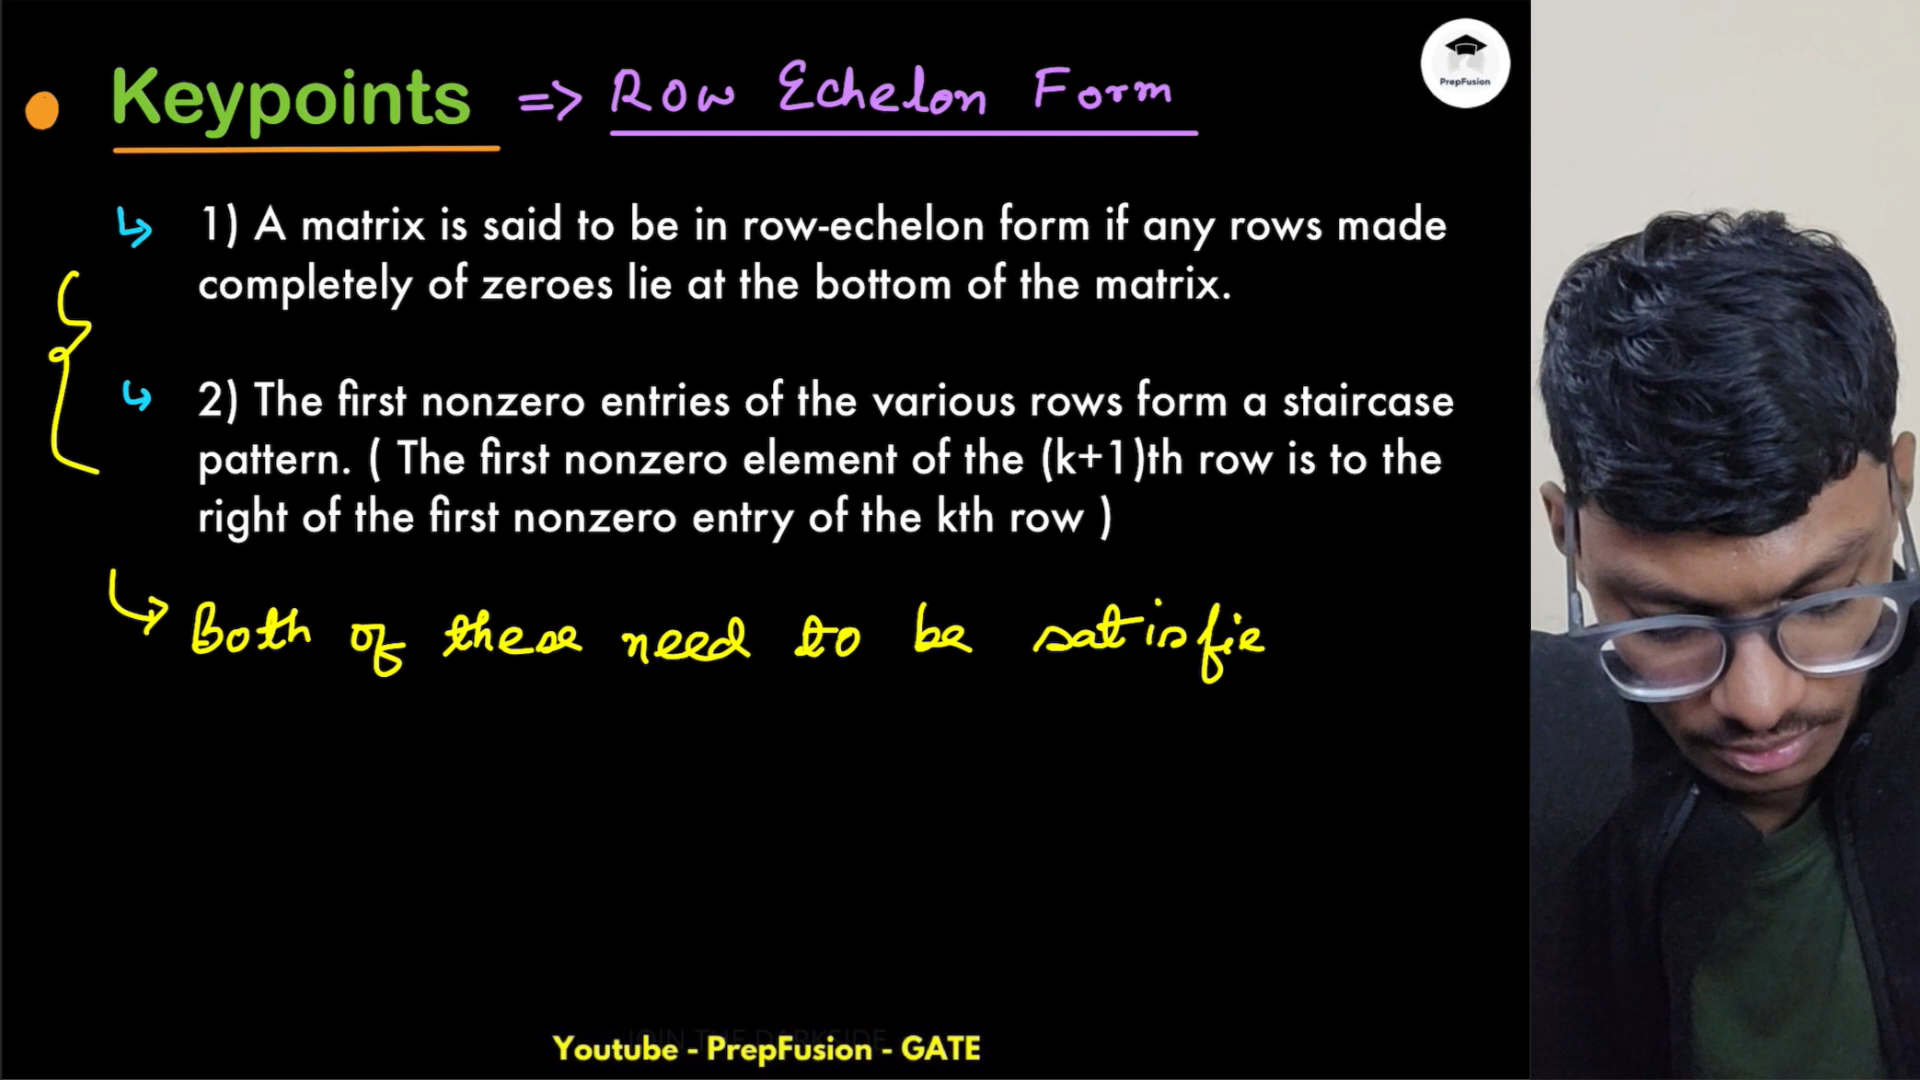 Keypoints => Row Echelon Form
PrepFusion
1) A matrix is said to be in row-echelon form if any rows made
completely of zeroes lie at the bottom of the matrix.
2) The first nonzero entries of the various rows form a staircase
pattern. ( The first nonzero element of the (k+1)th row is to the
right of the first nonzero entry of the kth row )
Both of these need to be satisfie
JOIN THE DARKSIDE
Youtube - PrepFusion - GATE